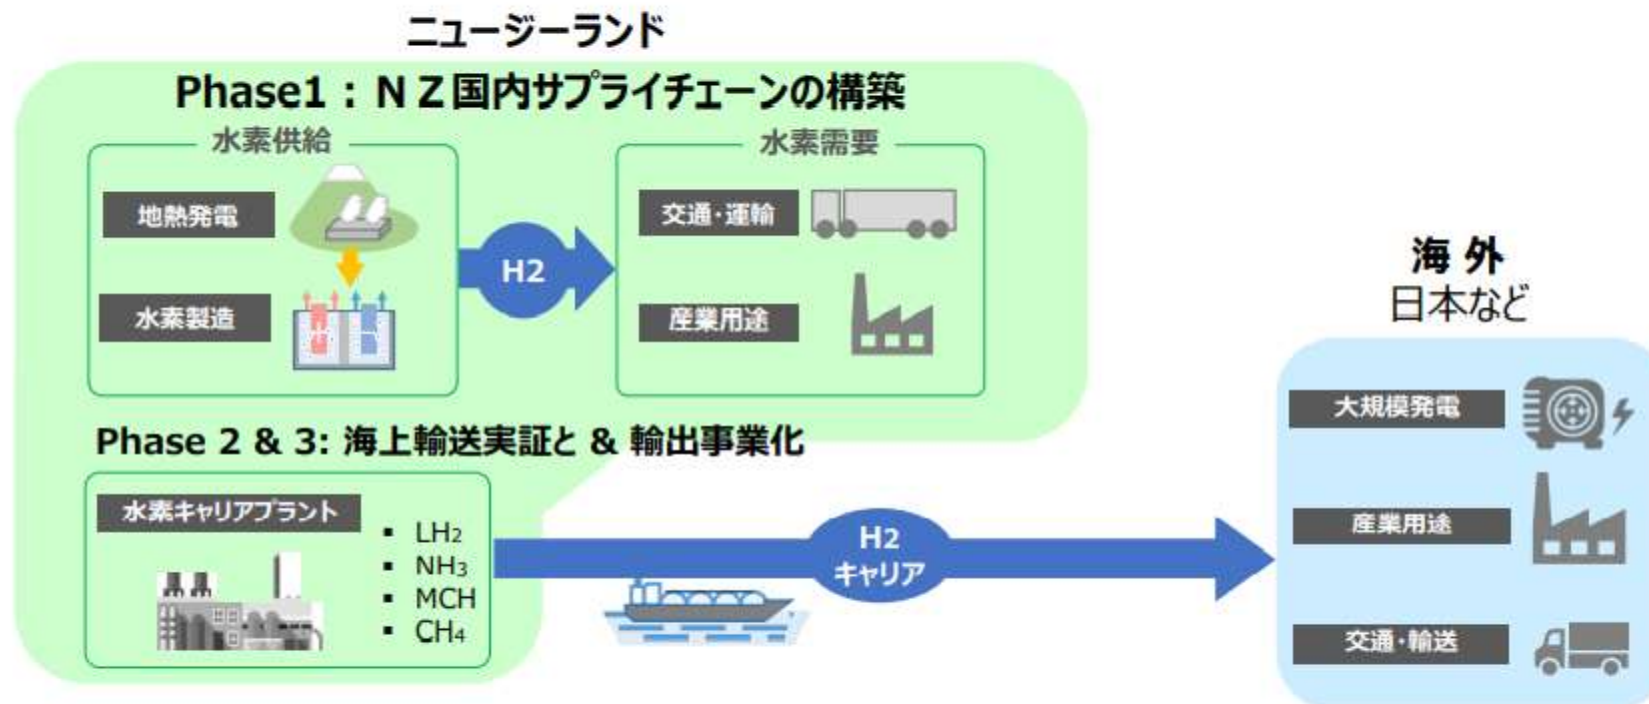 ニュージーランド
Phase1:NZ国内サプライチェーンの構築
水素供給
地熱発電
水素製造
H2
水素需要
交通・運輸
産業用途
Phase 2 & 3: 海上輸送実証と & 輸出事業化
水素キャリアプラント
▪ LH2
▪ NH3
▪ MCH
▪ CH4
H2
キャリア
海 外
日本など
大規模発電
産業用途
交通・輸送